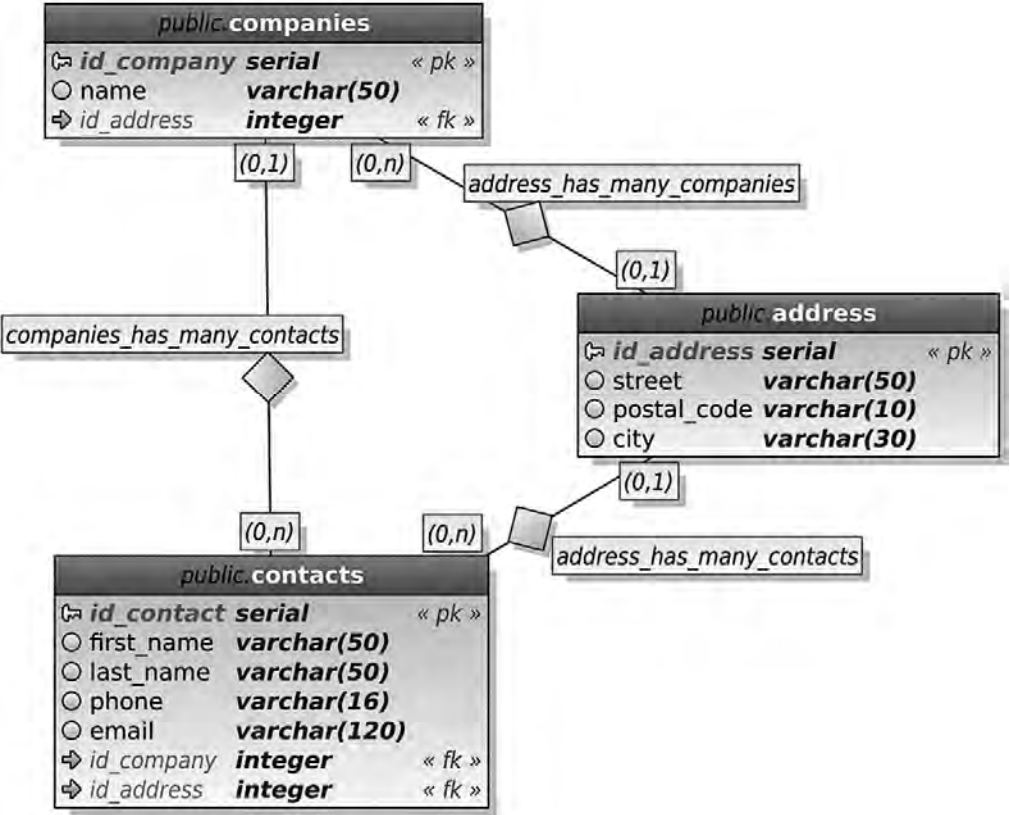 public.companies
id_company serial « pk »
name varchar(50)
id_address integer « fk »
(0,1)
(0,n)
address_has_many_companies
(0,1)
public.address
id_address serial « pk »
street varchar(50)
postal_code varchar(10)
city varchar(30)
companies_has_many_contacts
(0,1)
(0,n)
(0,n)
address_has_many_contacts
public.contacts
id_contact serial « pk »
first_name varchar(50)
last_name varchar(50)
phone varchar(16)
email varchar(120)
id_company integer « fk »
id_address integer « fk »